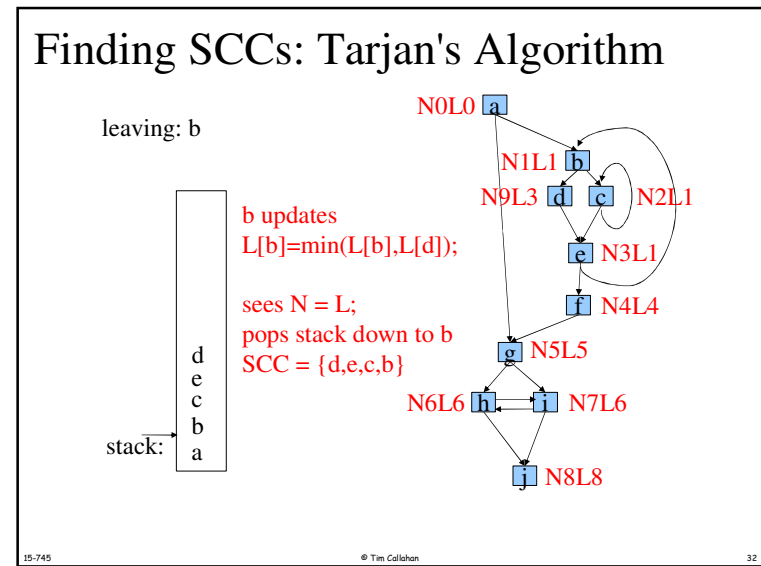 Finding SCCs: Tarjan's Algorithm
leaving: b
b updates
L[b]=min(L[b],L[d]);
sees N = L;
pops stack down to b
SCC = {d,e,c,b}
d
e
c
b
a
stack:
N0L0 a
N1L1 b
N9L3 d c N2L1
e N3L1
f N4L4
g N5L5
N6L6 h i N7L6
j N8L8
15-745 © Tim Callahan 32